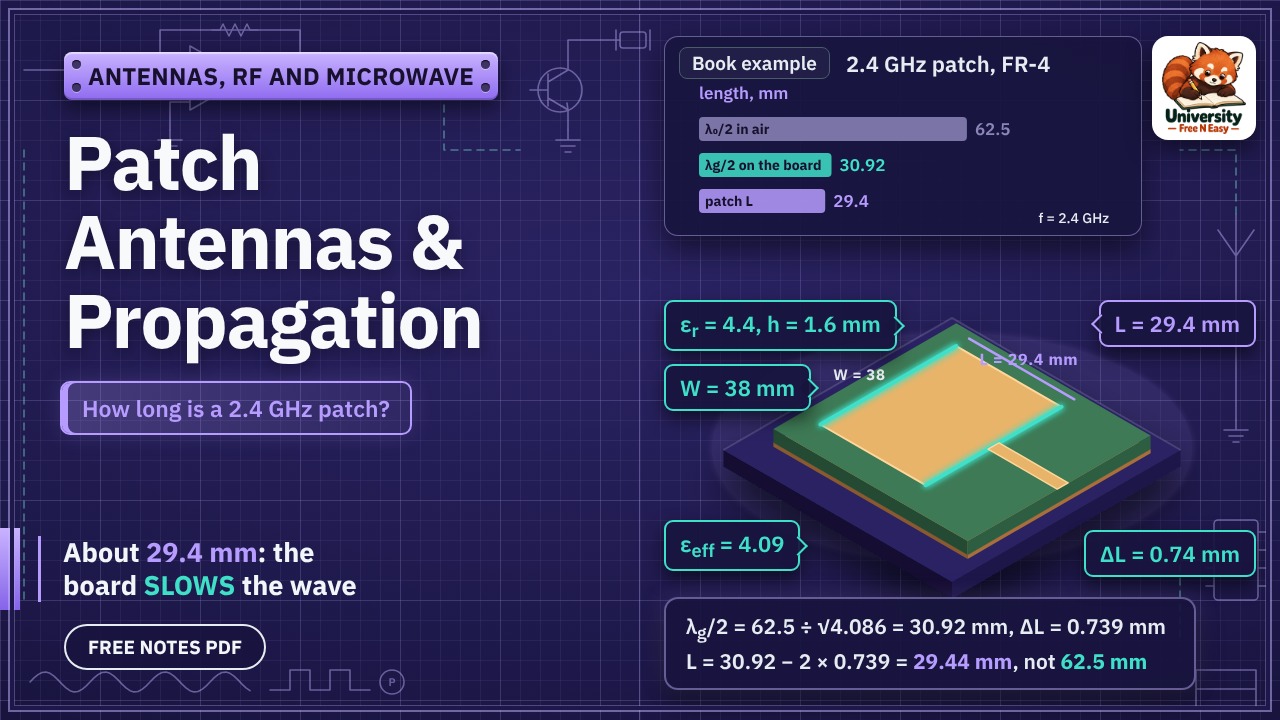 ANTENNAS, RF AND MICROWAVE
Patch
Antennas &
Propagation
How long is a 2.4 GHz patch?
About 29.4 mm: the
board SLOWS the wave
FREE NOTES PDF
P
Book example
2.4 GHz patch, FR-4
length, mm
λ₀/2 in air
62.5
λg/2 on the board
30.92
patch L
29.4
f = 2.4 GHz
University
Free N Easy
εr = 4.4, h = 1.6 mm
L = 29.4 mm
W = 38 mm
W = 38
L = 29.4 mm
εeff = 4.09
ΔL = 0.74 mm
λg/2 = 62.5 ÷ √4.086 = 30.92 mm, ΔL = 0.739 mm
L = 30.92 − 2 × 0.739 = 29.44 mm, not 62.5 mm